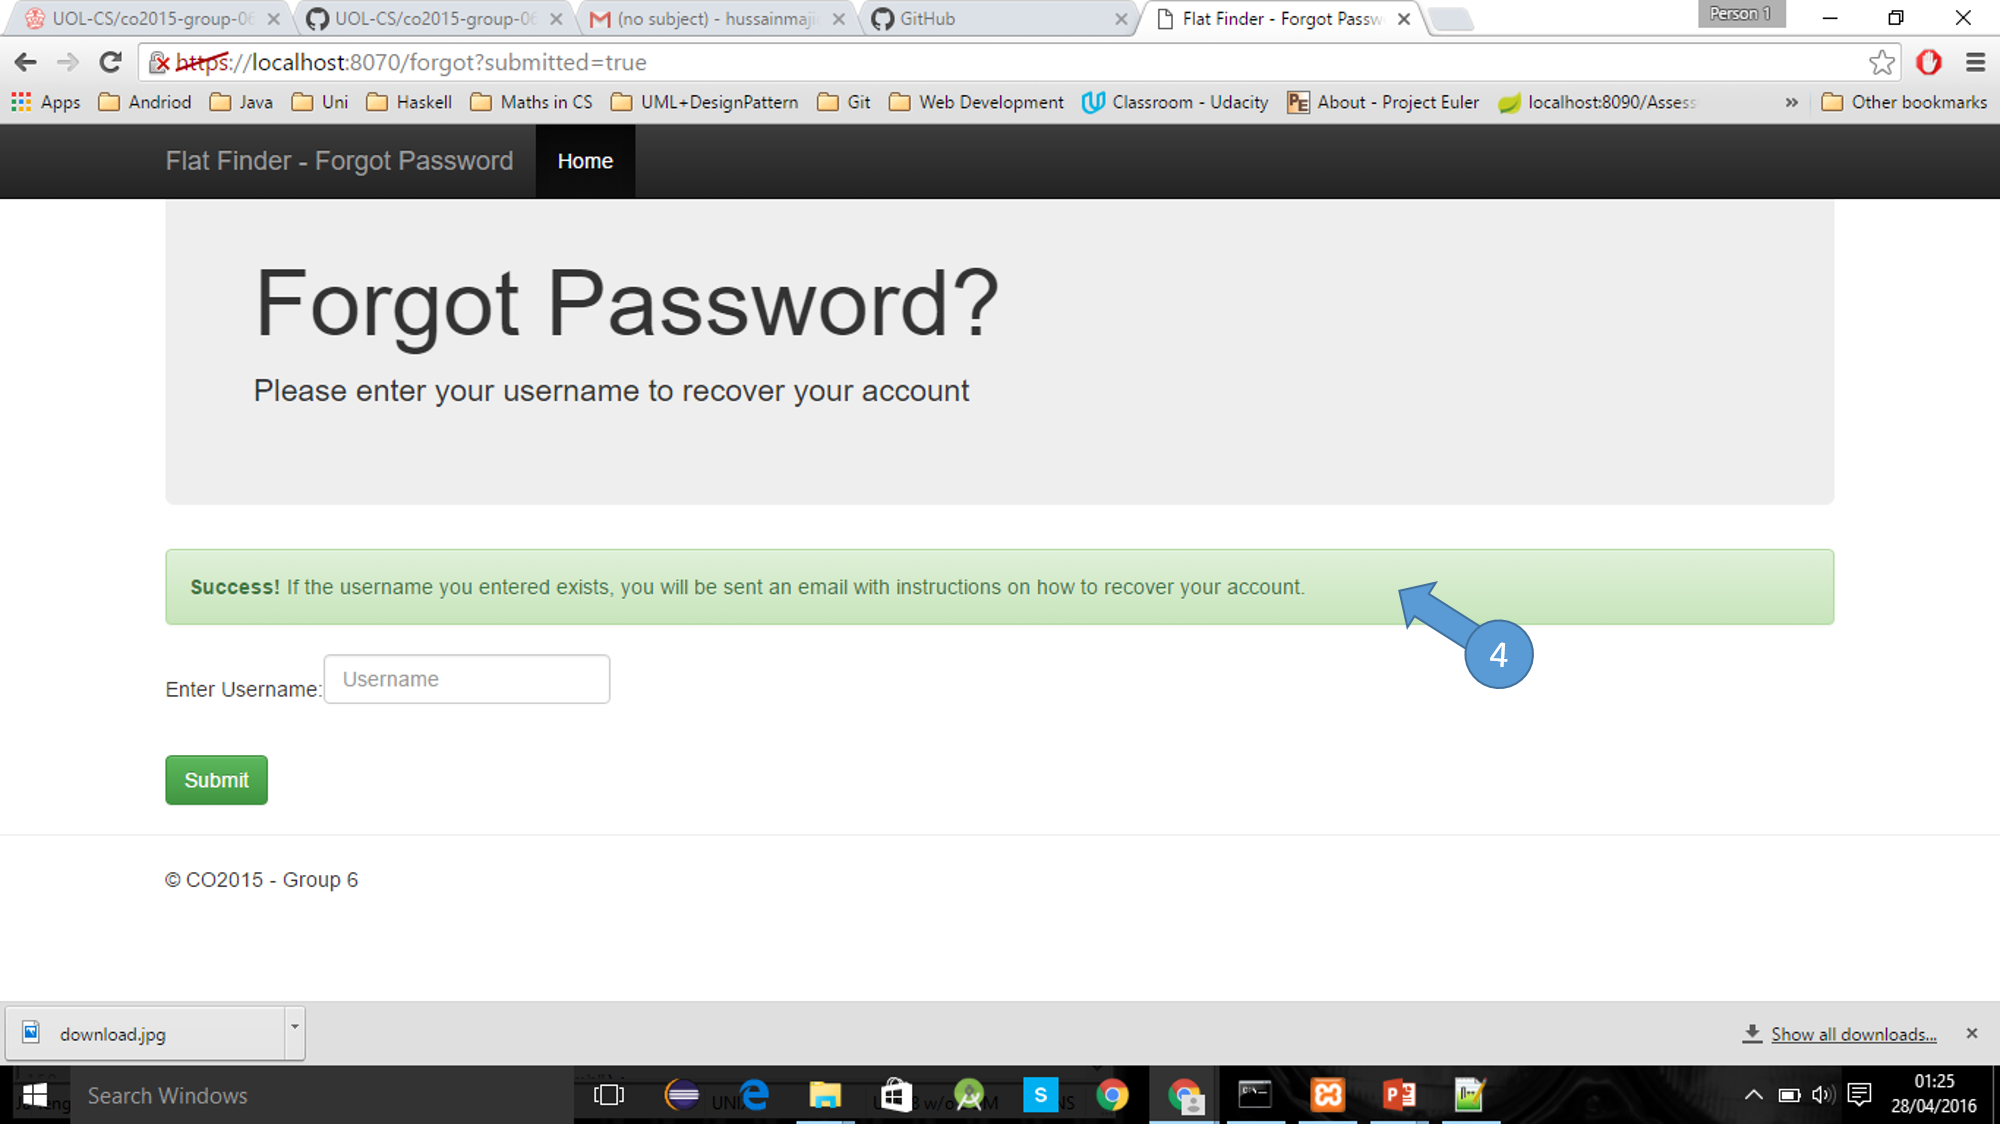 UOL-CS/co2015-group-06
UOL-CS/co2015-group-06
(no subject) - hussainmaji
GitHub
Flat Finder - Forgot Passw
Person 1
https://localhost:8070/forgot?submitted=true
Apps
Andriod
Java
Uni
Haskell
Maths in CS
UML+DesignPattern
Git
Web Development
Classroom - Udacity
PE
About - Project Euler
localhost:8090/Assess
»
Other bookmarks
Flat Finder - Forgot Password
Home
Forgot Password?
Please enter your username to recover your account
Success! If the username you entered exists, you will be sent an email with instructions on how to recover your account.
4
Enter Username:
Username
Submit
© CO2015 - Group 6
download.jpg
Show all downloads...
Search Windows
01:25
28/04/2016